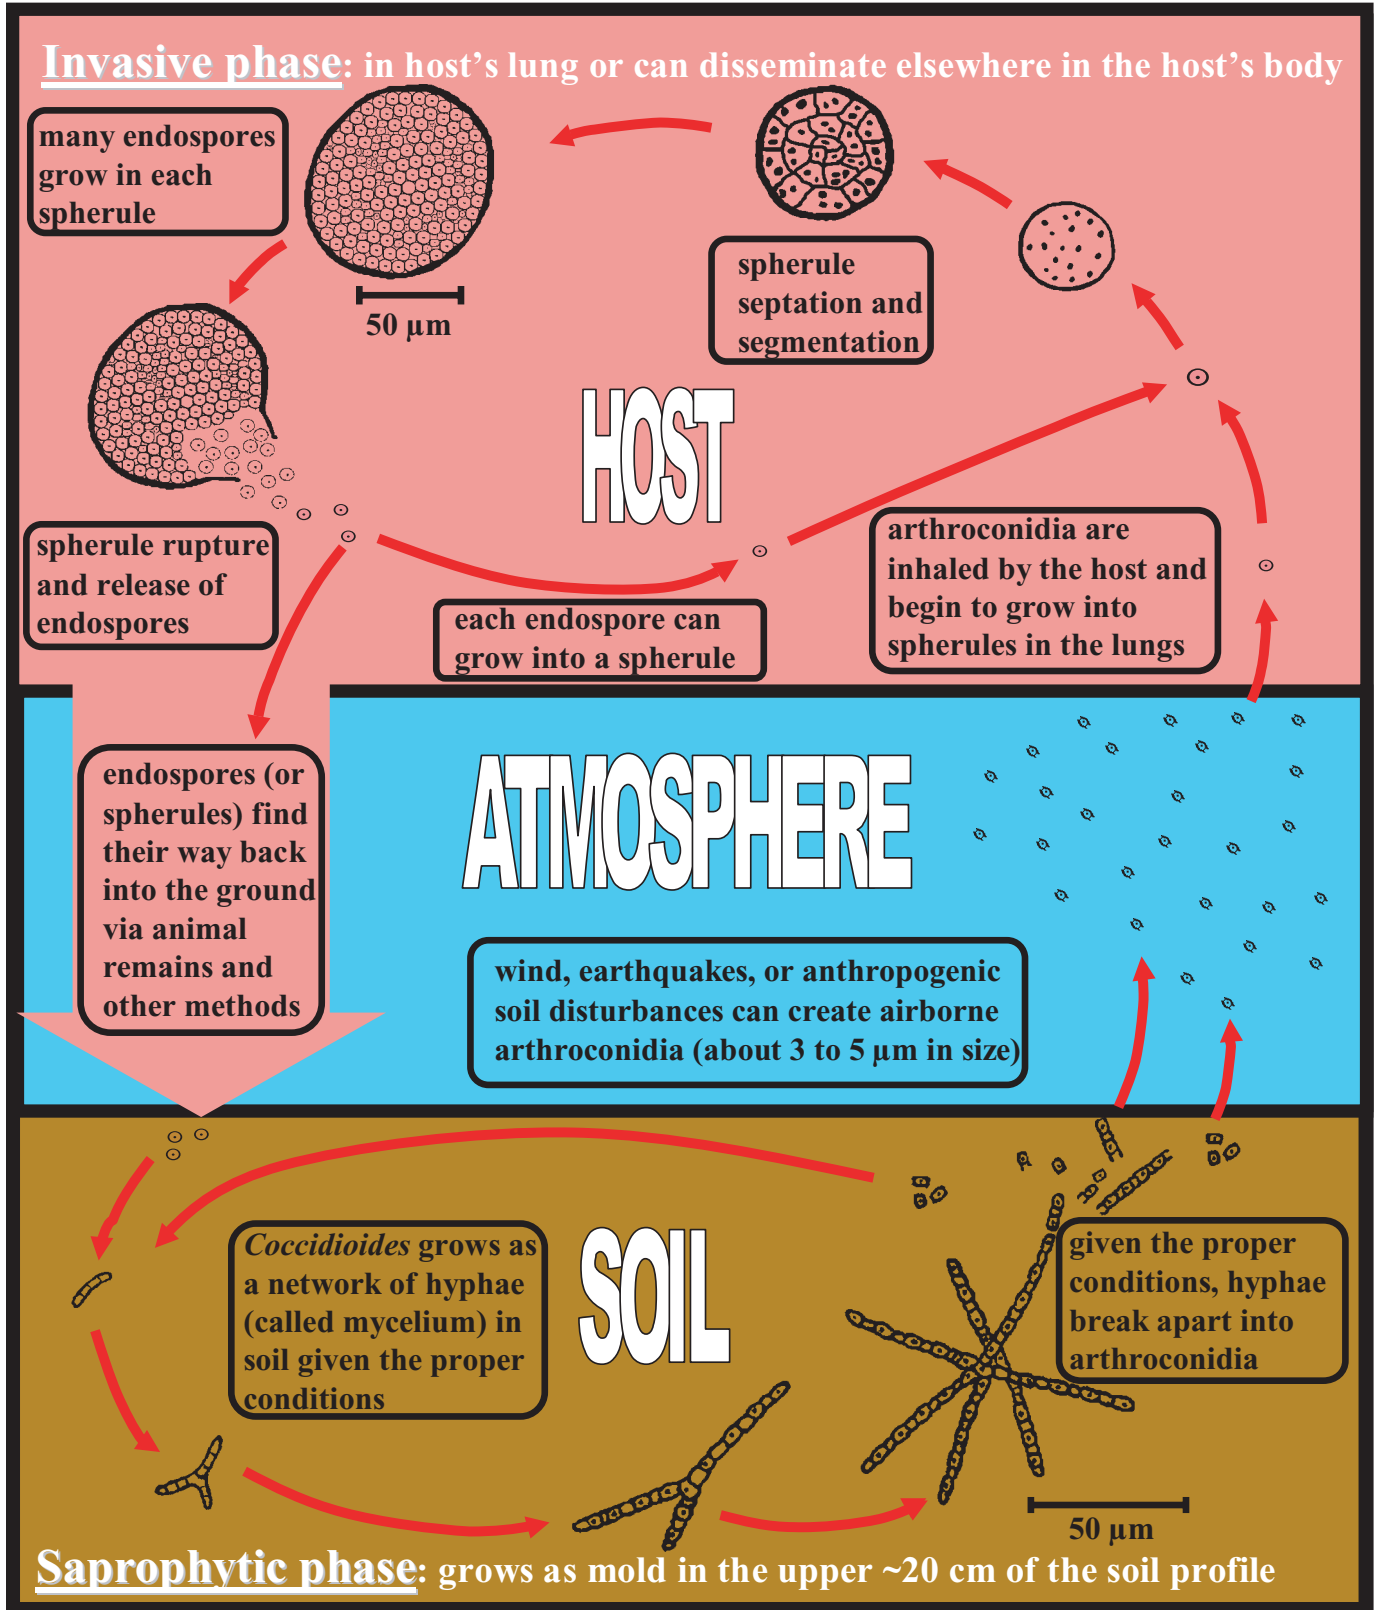 Invasive phase: in host's lung or can disseminate elsewhere in the host's body
many endospores
grow in each
spherule
50 µm
spherule
septation and
segmentation
HOST
spherule rupture
and release of
endospores
each endospore can
grow into a spherule
arthroconidia are
inhaled by the host and
begin to grow into
spherules in the lungs
endospores (or
spherules) find
their way back
into the ground
via animal
remains and
other methods
ATMOSPHERE
wind, earthquakes, or anthropogenic
soil disturbances can create airborne
arthroconidia (about 3 to 5 µm in size)
Coccidioides grows as
a network of hyphae
(called mycelium) in
soil given the proper
conditions
SOIL
given the proper
conditions, hyphae
break apart into
arthroconidia
50 µm
Saprophytic phase: grows as mold in the upper ~20 cm of the soil profile